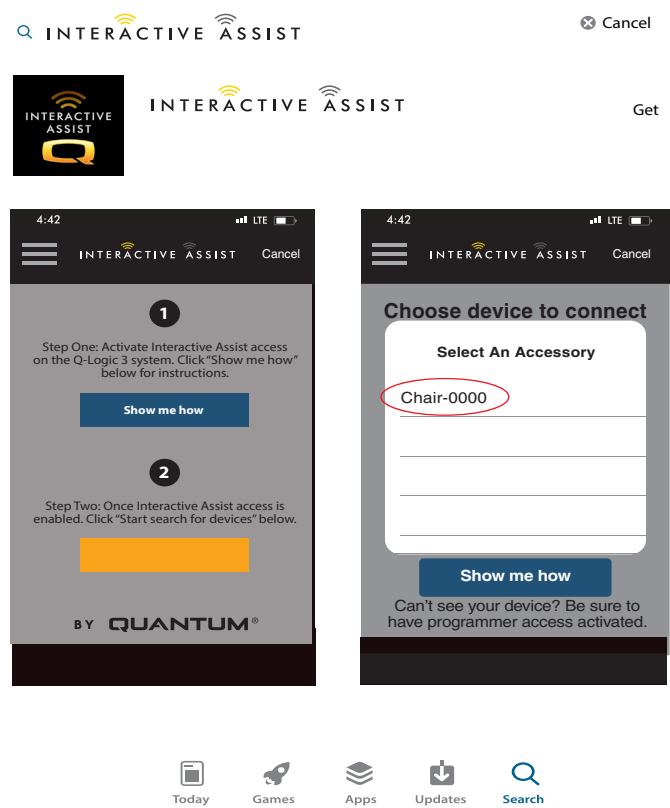 INTERACTIVE ASSIST
Cancel
INTERACTIVE
ASSIST
INTERACTIVE ASSIST
Get
4:42
LTE
INTERACTIVE ASSIST
Cancel
1
Step One: Activate Interactive Assist access
on the Q-Logic 3 system. Click “Show me how”
below for instructions.
Show me how
2
Step Two: Once Interactive Assist access is
enabled. Click “Start search for devices” below.
BY QUANTUM®
4:42
LTE
INTERACTIVE ASSIST
Cancel
Choose device to connect
Select An Accessory
Chair-0000
Show me how
Can’t see your device? Be sure to
have programmer access activated.
Today
Games
Apps
Updates
Search